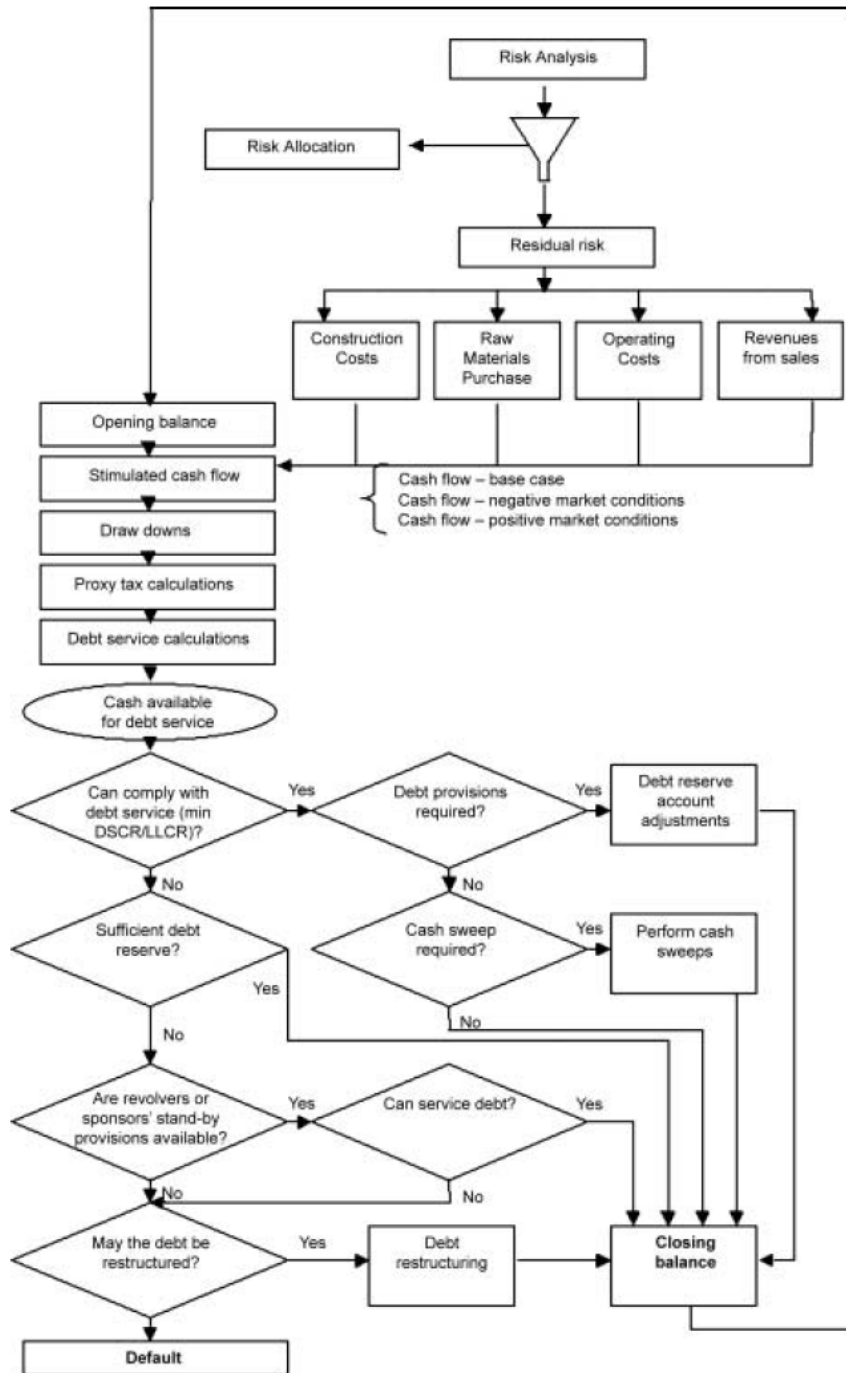 Risk Analysis
Risk Allocation
Residual risk
Construction
Costs
Raw
Materials
Purchase
Operating
Costs
Revenues
from sales
Opening balance
Stimulated cash flow
Cash flow – base case
Cash flow – negative market conditions
Cash flow – positive market conditions
Draw downs
Proxy tax calculations
Debt service calculations
Cash available
for debt service
Can comply with
debt service (min
DSCR/LLCR)?
Yes
Debt provisions
required?
Yes
Debt reserve
account
adjustments
No
No
Sufficient debt
reserve?
Yes
Cash sweep
required?
Yes
Perform cash
sweeps
No
No
Are revolvers or
sponsors' stand-by
provisions available?
Yes
Can service debt?
Yes
No
No
May the debt be
restructured?
Yes
Debt
restructuring
Closing
balance
Default